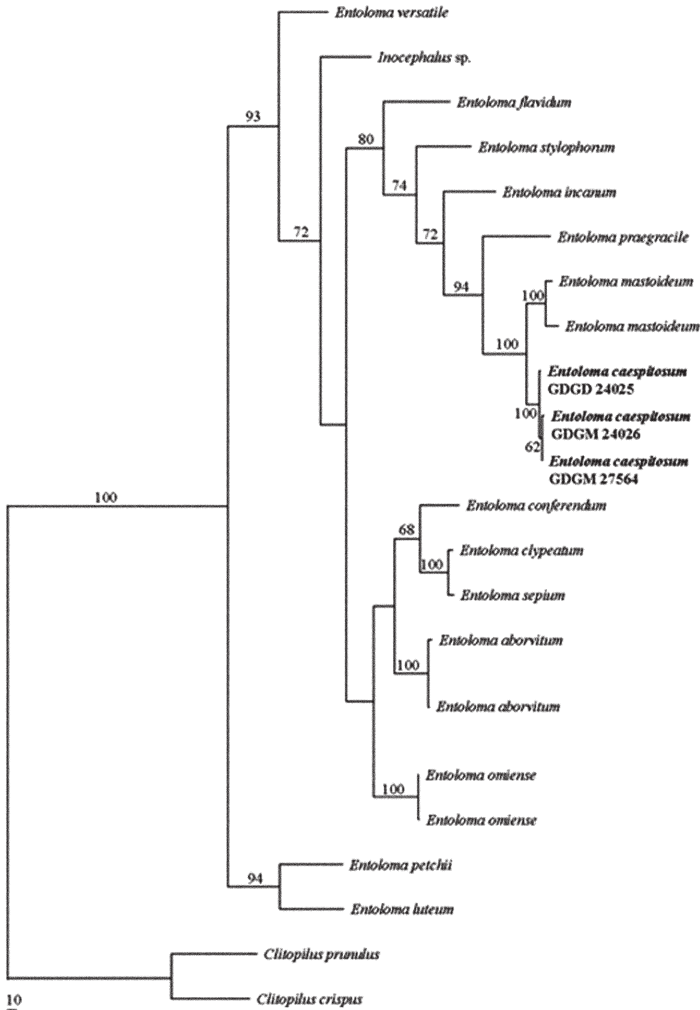 Entoloma versatile
Inocephalus sp.
93
Entoloma flavidum
80
Entoloma stylophorum
74
Entoloma incanum
72
72
Entoloma praegracile
94
Entoloma mastoideum
100
Entoloma mastoideum
100
Entoloma caespitosum
GDGD 24025
100
Entoloma caespitosum
GDGM 24026
62
Entoloma caespitosum
GDGM 27564
100
Entoloma conferendum
68
Entoloma clypeatum
100
Entoloma sepium
Entoloma aborvitum
100
Entoloma aborvitum
Entoloma omiense
100
Entoloma omiense
Entoloma petchii
94
Entoloma luteum
Clitopilus prunulus
Clitopilus crispus
10